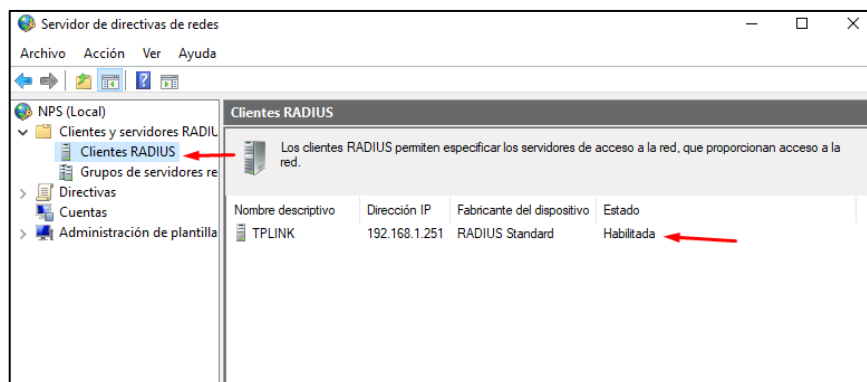 Servidor de directivas de redes
Archivo Acción Ver Ayuda
NPS (Local)
Clientes y servidores RADIU
Clientes RADIUS
Grupos de servidores re
Directivas
Cuentas
Administración de plantilla
Clientes RADIUS
Los clientes RADIUS permiten especificar los servidores de acceso a la red, que proporcionan acceso a la
red.
Nombre descriptivo Dirección IP Fabricante del dispositivo Estado
TPLINK 192.168.1.251 RADIUS Standard Habilitada